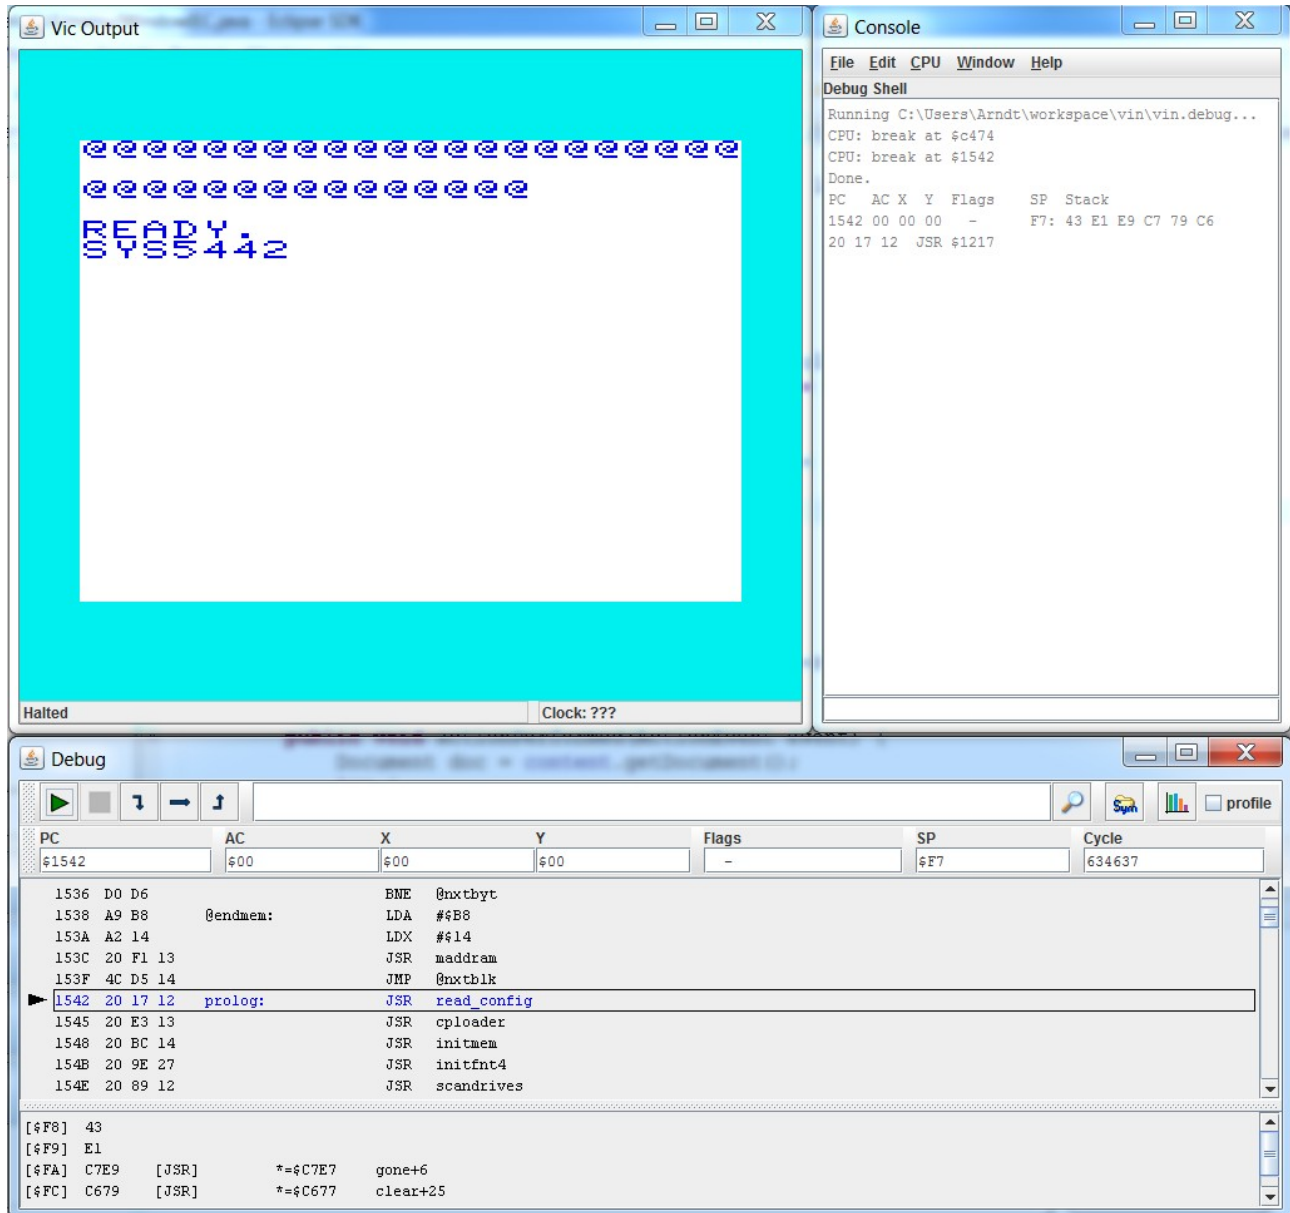 Vic Output
@@@@@@@@@@@@@@@@@@@@@@
@@@@@@@@@@@@@@@
READY.
SYS5442
Halted
Clock: ???
Console
File Edit CPU Window Help
Debug Shell
Running C:\Users\Arndt\workspace\vin\vin.debug...
CPU: break at $c474
CPU: break at $1542
Done.
PC AC X Y Flags SP Stack
1542 00 00 00 - F7: 43 E1 E9 C7 79 C6
20 17 12 JSR $1217
Debug
Sym
profile
PC AC X Y Flags SP Cycle
$1542 $00 $00 $00 - $F7 634637
1536 D0 D6 BNE @nxtbyt
1538 A9 B8 @endmem: LDA #$B8
153A A2 14 LDX #$14
153C 20 F1 13 JSR maddram
153F 4C D5 14 JMP @nxtblk
1542 20 17 12 prolog: JSR read_config
1545 20 E3 13 JSR cploader
1548 20 BC 14 JSR initmem
154B 20 9E 27 JSR initfnt4
154E 20 89 12 JSR scandrives
[$F8] 43
[$F9] E1
[$FA] C7E9 [JSR] *=$C7E7 gone+6
[$FC] C679 [JSR] *=$C677 clear+25